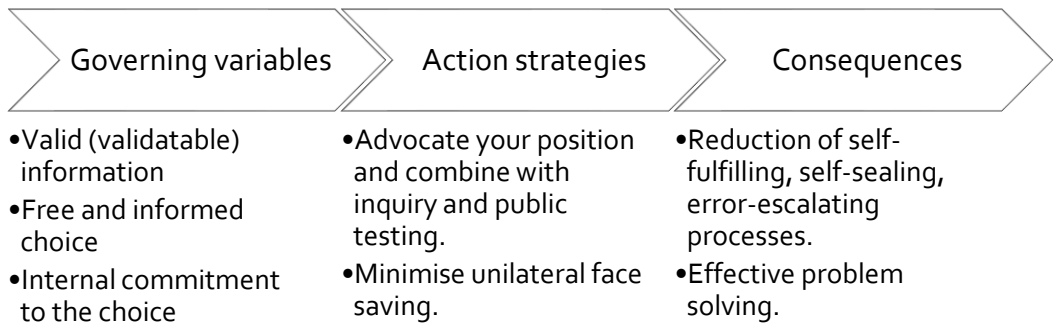 Governing variables
Action strategies
Consequences
•Valid (validatable)
information
•Free and informed
choice
•Internal commitment
to the choice
•Advocate your position
and combine with
inquiry and public
testing.
•Minimise unilateral face
saving.
•Reduction of self-
fulfilling, self-sealing,
error-escalating
processes.
•Effective problem
solving.